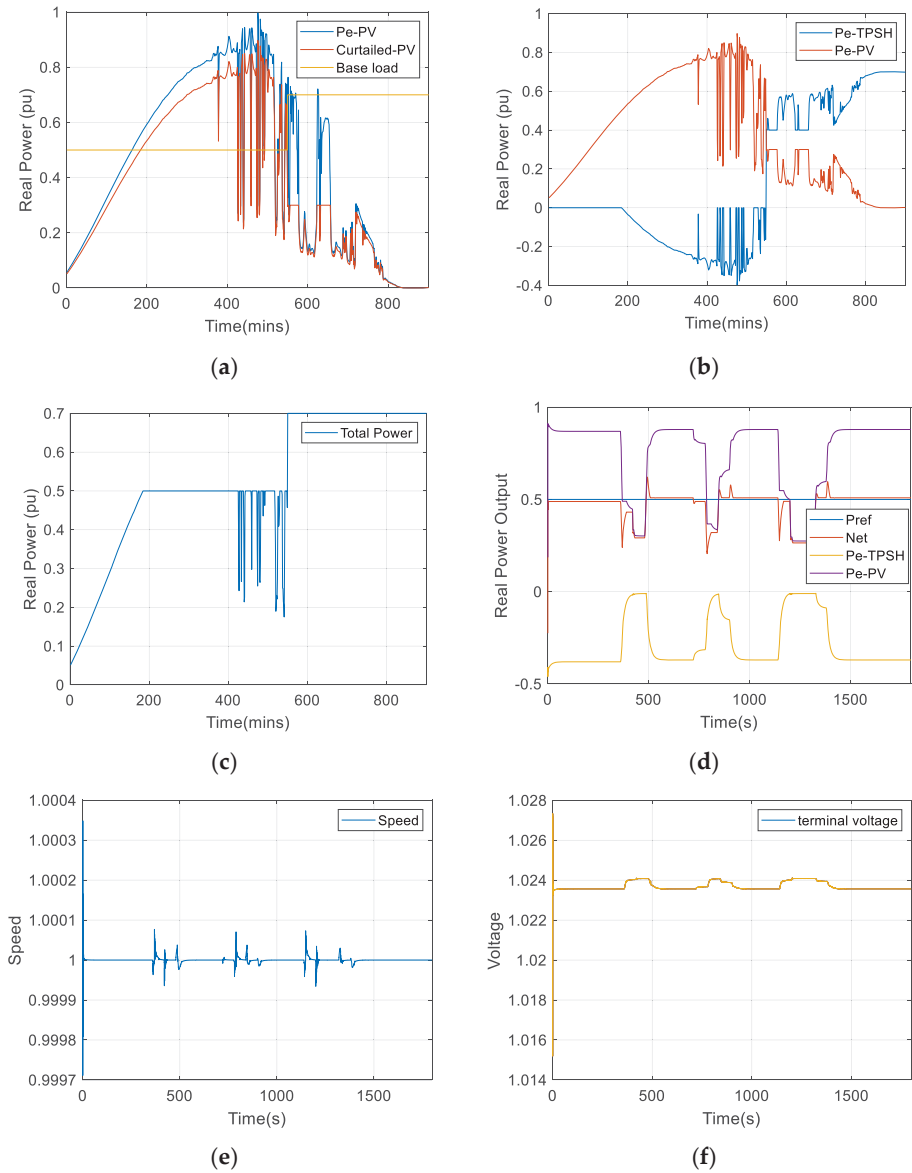 1
0.8
0.6
0.4
0.2
0
Real Power (pu)
0 200 400 600 800
Time(mins)
Pe-PV
Curtailed-PV
Base load
(a)
1
0.8
0.6
0.4
0.2
0
-0.2
-0.4
Real Power (pu)
0 200 400 600 800
Time(mins)
Pe-TPSH
Pe-PV
(b)
0.7
0.6
0.5
0.4
0.3
0.2
0.1
0
Real Power (pu)
0 200 400 600 800
Time(mins)
Total Power
(c)
1
0.5
0
-0.5
Real Power Output
0 500 1000 1500
Time(s)
Pref
Net
Pe-TPSH
Pe-PV
(d)
1.0004
1.0003
1.0002
1.0001
1
0.9999
0.9998
0.9997
Speed
0 500 1000 1500
Time(s)
Speed
(e)
1.028
1.026
1.024
1.022
1.02
1.018
1.016
1.014
Voltage
0 500 1000 1500
Time(s)
terminal voltage
(f)